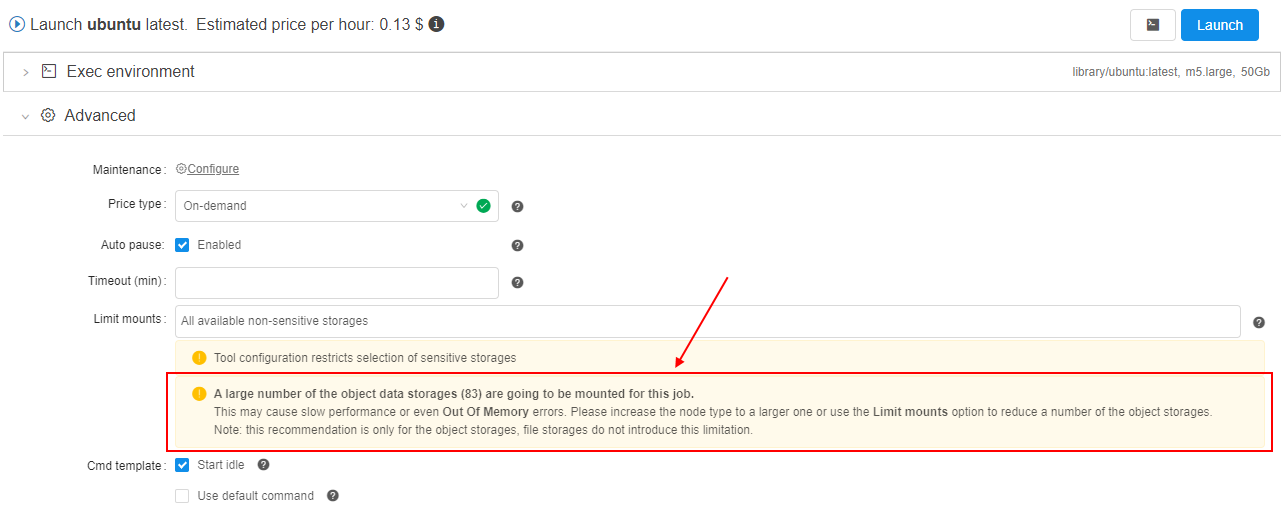 Launch ubuntu latest. Estimated price per hour: 0.13 $
Launch
Exec environment
library/ubuntu:latest, m5.large, 50Gb
Advanced
Maintenance: Configure
Price type: On-demand
Auto pause: Enabled
Timeout (min):
Limit mounts: All available non-sensitive storages
Tool configuration restricts selection of sensitive storages
A large number of the object data storages (83) are going to be mounted for this job.
This may cause slow performance or even Out Of Memory errors. Please increase the node type to a larger one or use the Limit mounts option to reduce a number of the object storages.
Note: this recommendation is only for the object storages, file storages do not introduce this limitation.
Cmd template: Start idle
Use default command